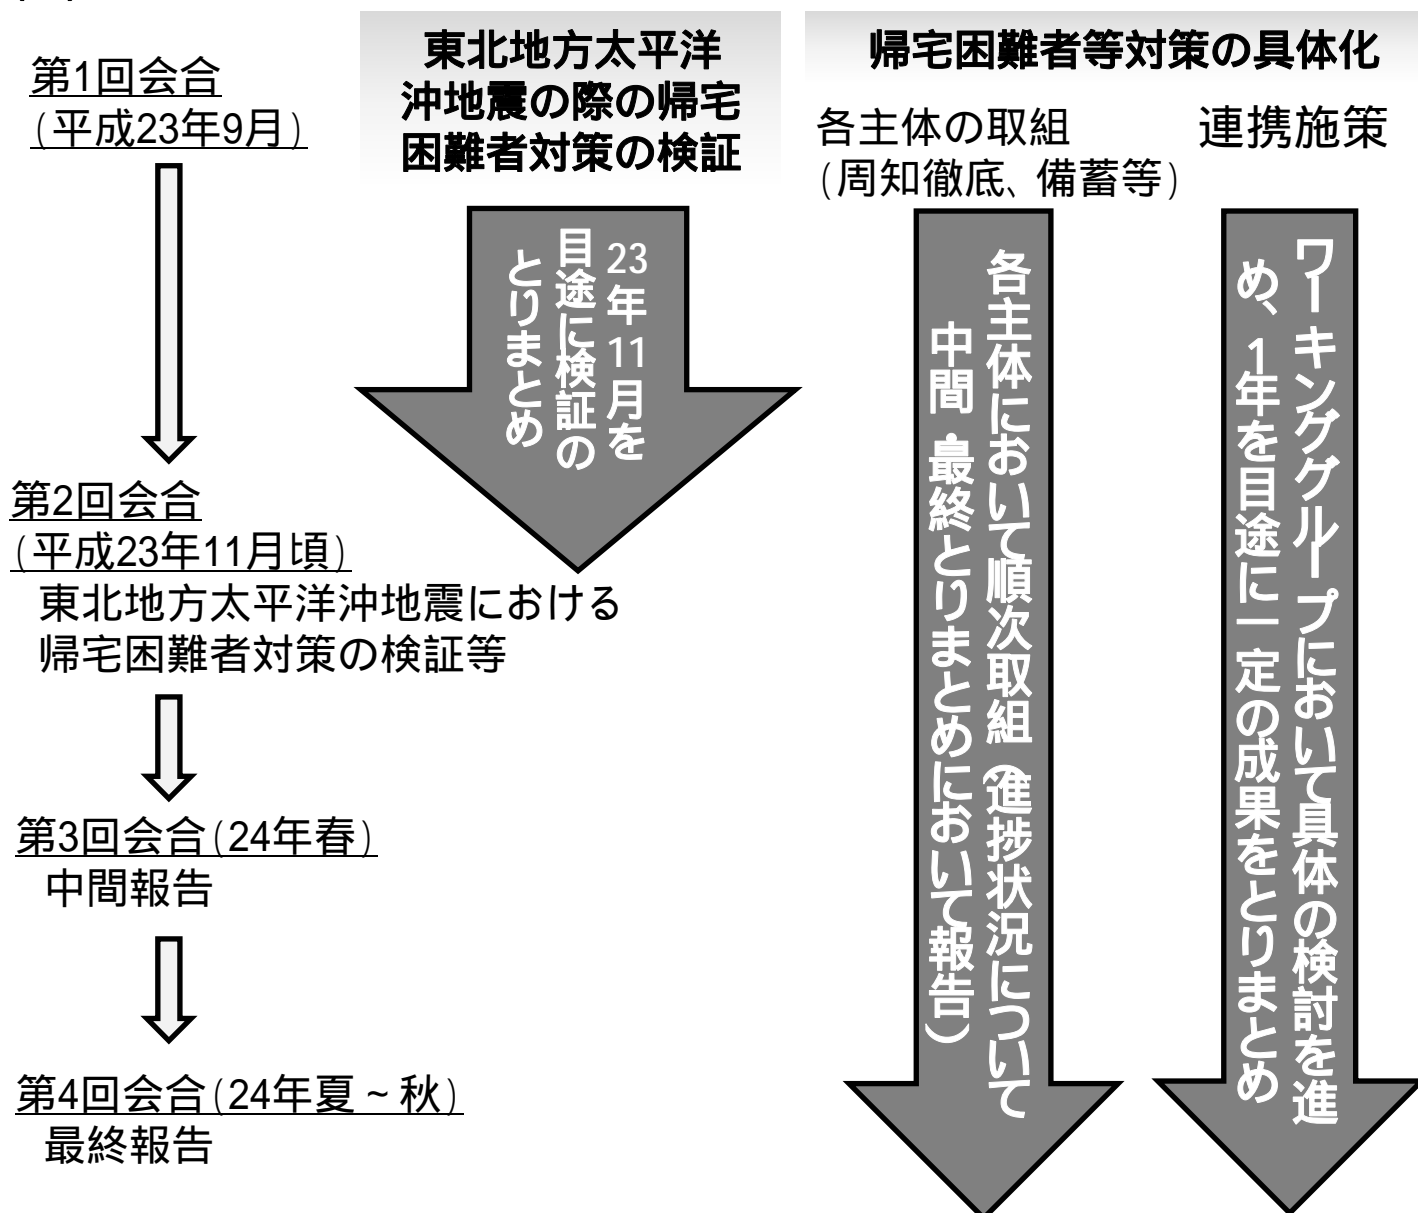 第1回会合
(平成23年9月)
第2回会合
(平成23年11月頃)
東北地方太平洋沖地震における
帰宅困難者対策の検証等
第3回会合(24年春)
中間報告
第4回会合(24年夏~秋)
最終報告
東北地方太平洋
沖地震の際の帰宅
困難者対策の検証
23年11月を
目途に検証の
とりまとめ
帰宅困難者等対策の具体化
各主体の取組
(周知徹底、備蓄等)
各主体において順次取組(進捗状況について
中間・最終とりまとめにおいて報告)
連携施策
ワーキンググループにおいて具体の検討を進
め、1年を目途に一定の成果をとりまとめ